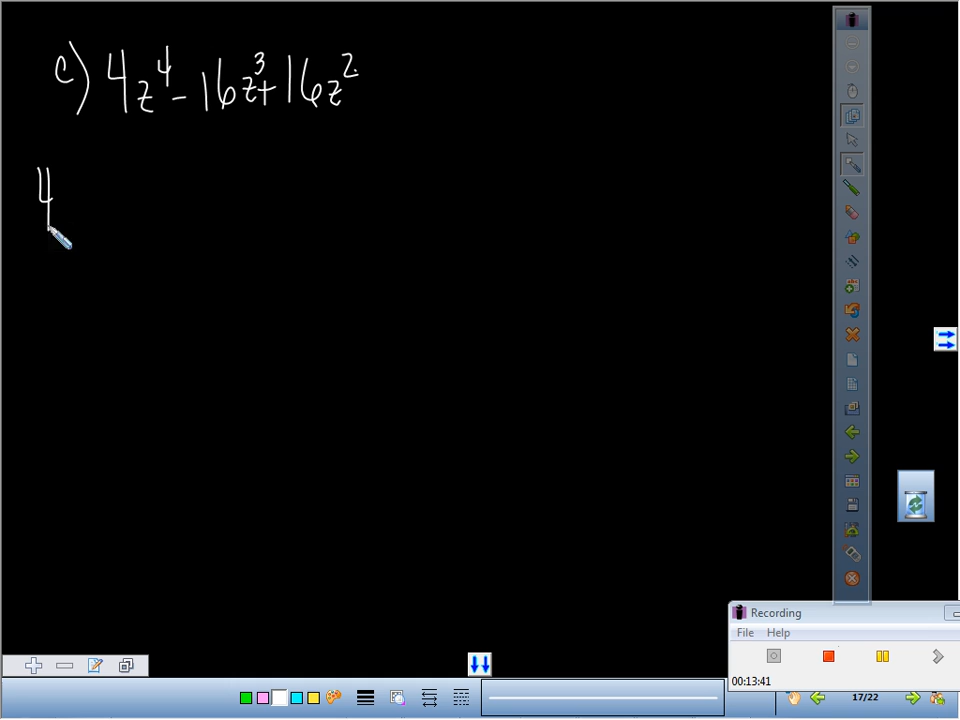 c) 4z⁴ - 16z³ + 16z²
4
Recording
File Help
00:13:41
17/22